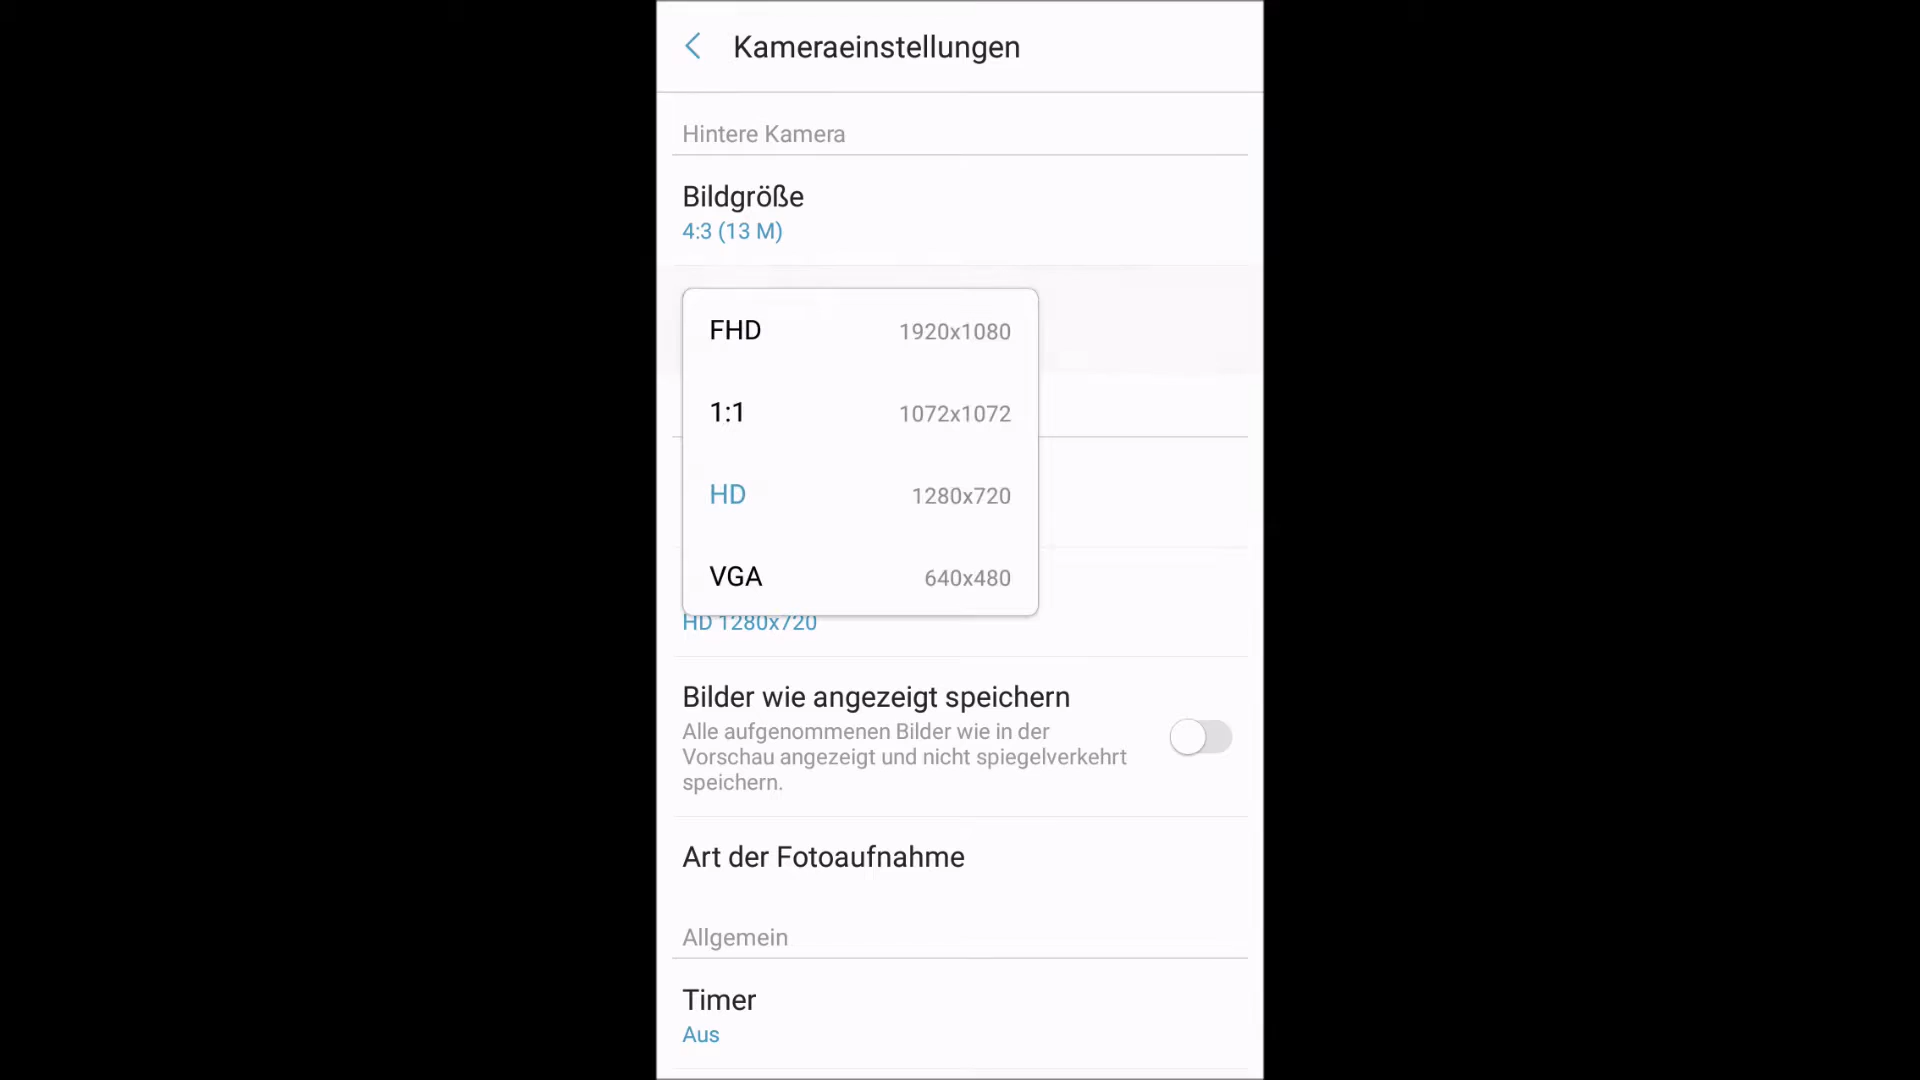 Kameraeinstellungen
Hintere Kamera
Bildgröße
4:3 (13 M)
FHD 1920x1080
1:1 1072x1072
HD 1280x720
VGA 640x480
HD 1280x720
Bilder wie angezeigt speichern
Alle aufgenommenen Bilder wie in der
Vorschau angezeigt und nicht spiegelverkehrt
speichern.
Art der Fotoaufnahme
Allgemein
Timer
Aus